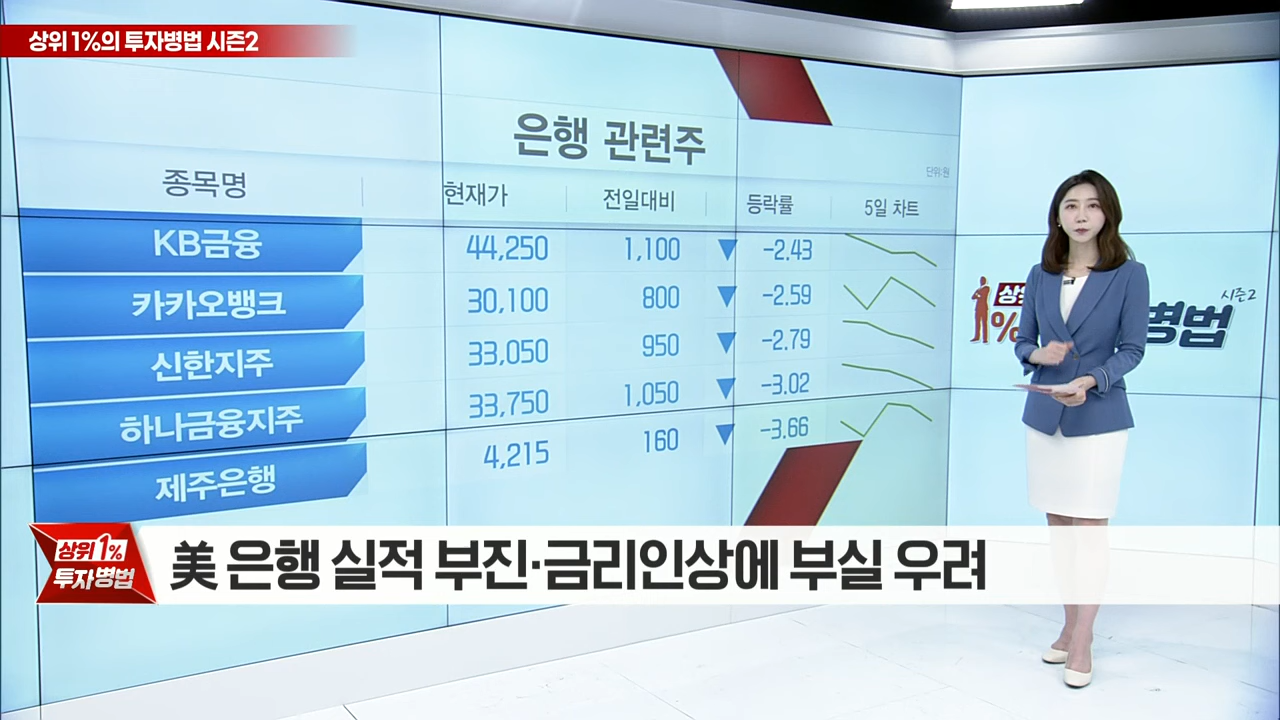 상위 1%의 투자병법 시즌2
은행 관련주
단위:원
종목명 현재가 전일대비 등락률 5일 차트
KB금융 44,250 1,100 ▼ -2.43
카카오뱅크 30,100 800 ▼ -2.59
신한지주 33,050 950 ▼ -2.79
하나금융지주 33,750 1,050 ▼ -3.02
제주은행 4,215 160 ▼ -3.66
상위
1%
병법
시즌2
상위 1%
투자병법
美 은행 실적 부진·금리인상에 부실 우려